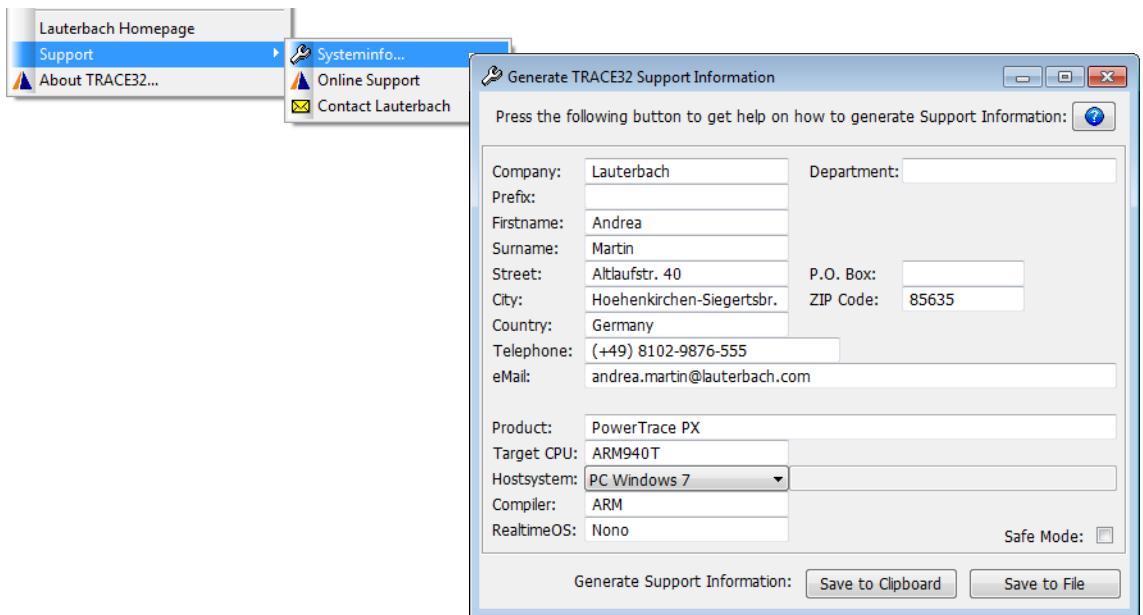 Lauterbach Homepage
Support
About TRACE32...
Systeminfo...
Online Support
Contact Lauterbach
Generate TRACE32 Support Information
Press the following button to get help on how to generate Support Information:
Company: Lauterbach Department:
Prefix:
Firstname: Andrea
Surname: Martin
Street: Altlaufstr. 40 P.O. Box:
City: Hoehenkirchen-Siegertsbr. ZIP Code: 85635
Country: Germany
Telephone: (+49) 8102-9876-555
eMail: andrea.martin@lauterbach.com
Product: PowerTrace PX
Target CPU: ARM940T
Hostsystem: PC Windows 7
Compiler: ARM
RealtimeOS: Nono
Safe Mode:
Generate Support Information: Save to Clipboard Save to File